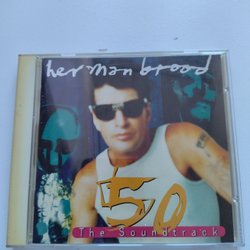 herman brood
50
The Soundtrack